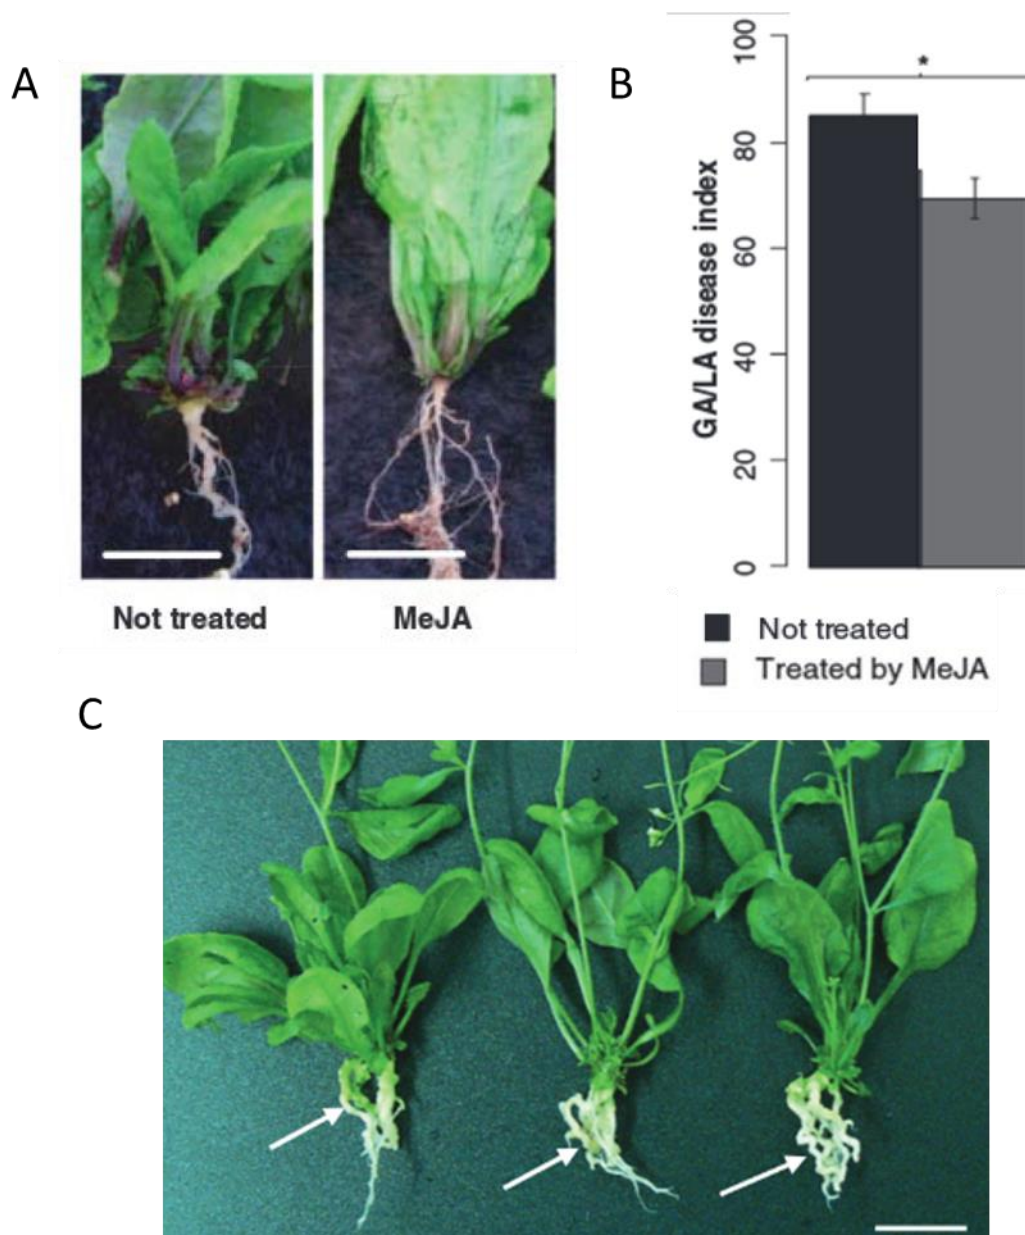 A
B
Not treated
MeJA
GA/LA disease index
100
80
60
40
20
0
*
Not treated
Treated by MeJA
C